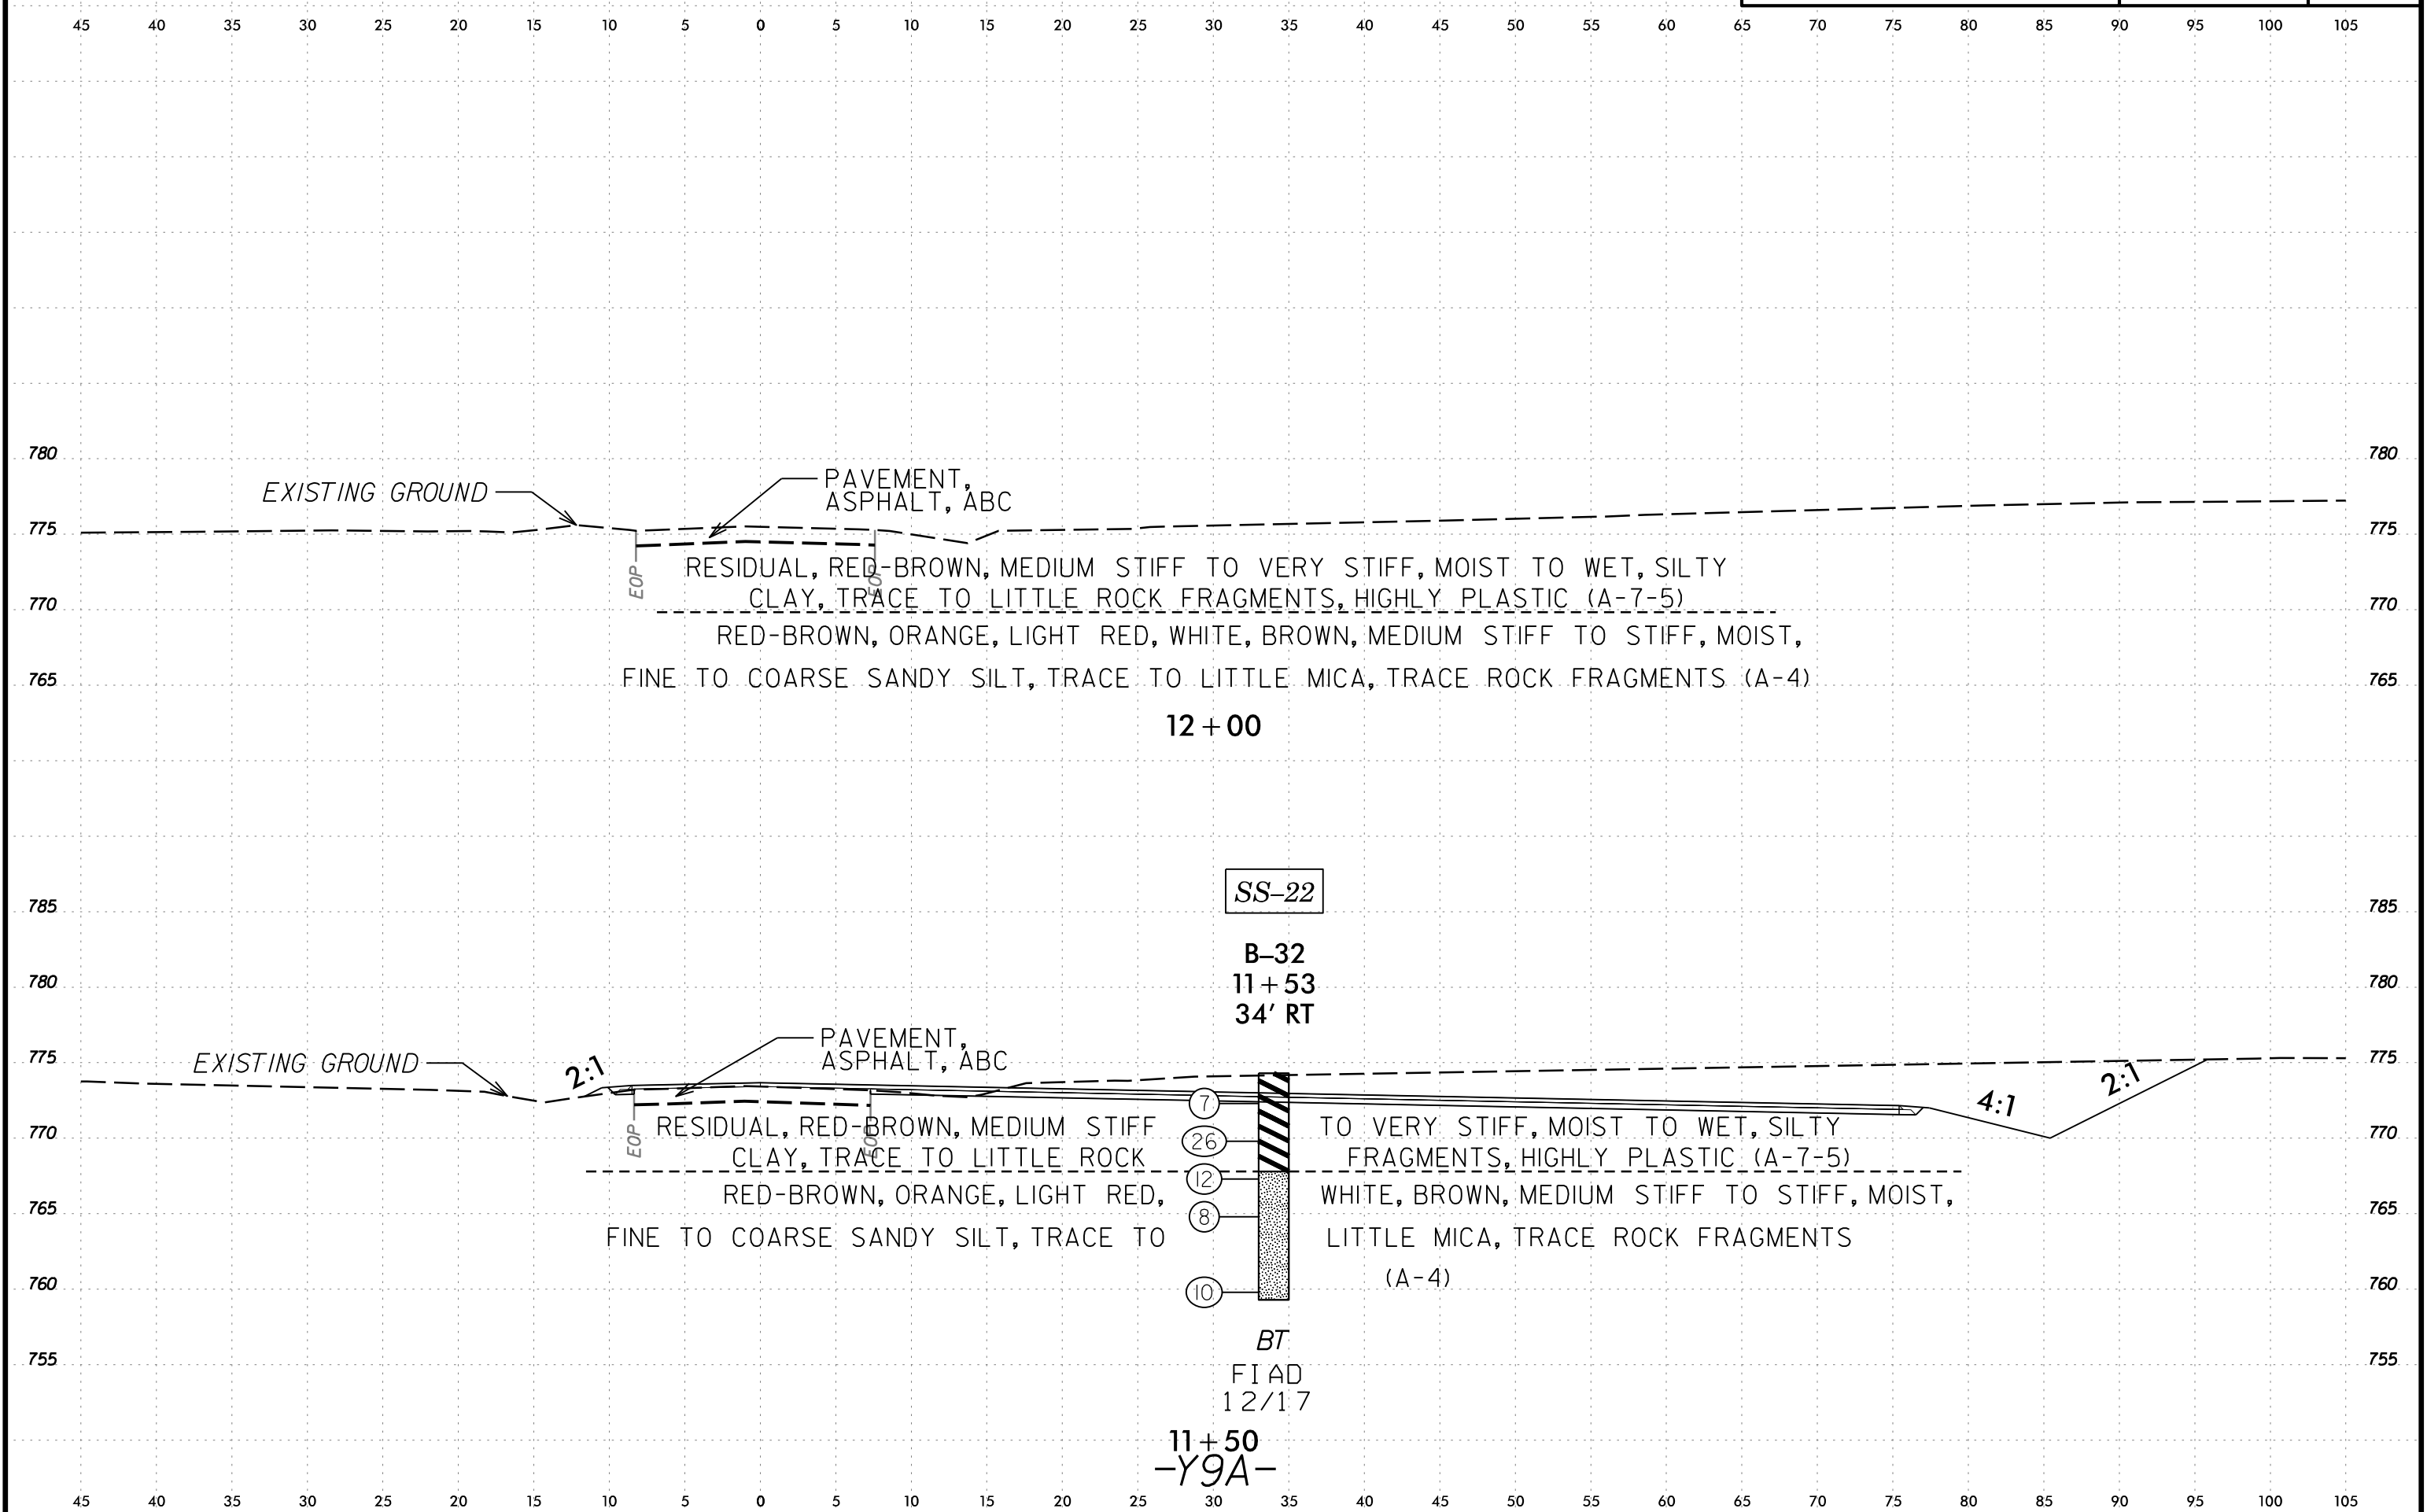 45 40 35 30 25 20 15 10 5 0 5 10 15 20 25 30 35 40 45 50 55 60 65 70 75 80 85 90 95 100 105
780 780
PAVEMENT,
EXISTING GROUND
ASPHALT, ABC
775 775
EOP EOP
RESIDUAL, RED-BROWN, MEDIUM STIFF TO VERY STIFF, MOIST TO WET, SILTY
CLAY, TRACE TO LITTLE ROCK FRAGMENTS, HIGHLY PLASTIC (A-7-5)
770 770
RED-BROWN, ORANGE, LIGHT RED, WHITE, BROWN, MEDIUM STIFF TO STIFF, MOIST,
FINE TO COARSE SANDY SILT, TRACE TO LITTLE MICA, TRACE ROCK FRAGMENTS (A-4)
765 765
12+00
SS-22
785 785
B-32
11+53
34' RT
780 780
PAVEMENT,
ASPHALT, ABC
EXISTING GROUND
775 775
2:1 4:1 2:1
7
EOP EOP
RESIDUAL, RED-BROWN, MEDIUM STIFF TO VERY STIFF, MOIST TO WET, SILTY
770 26 770
CLAY, TRACE TO LITTLE ROCK FRAGMENTS, HIGHLY PLASTIC (A-7-5)
12
RED-BROWN, ORANGE, LIGHT RED, WHITE, BROWN, MEDIUM STIFF TO STIFF, MOIST,
765 8 765
FINE TO COARSE SANDY SILT, TRACE TO LITTLE MICA, TRACE ROCK FRAGMENTS
(A-4)
760 10 760
BT
755 755
FIAD
12/17
11+50
-Y9A-
45 40 35 30 25 20 15 10 5 0 5 10 15 20 25 30 35 40 45 50 55 60 65 70 75 80 85 90 95 100 105